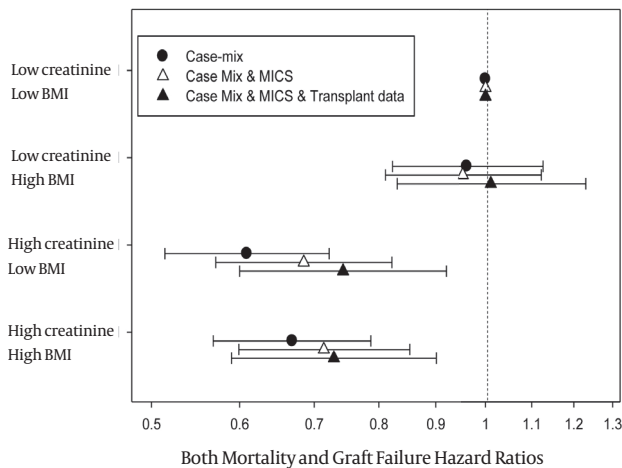 Case-mix
Case Mix & MICS
Case Mix & MICS & Transplant data
Low creatinine
Low BMI
Low creatinine
High BMI
High creatinine
Low BMI
High creatinine
High BMI
0.5 0.6 0.7 0.8 0.9 1 1.1 1.2 1.3
Both Mortality and Graft Failure Hazard Ratios